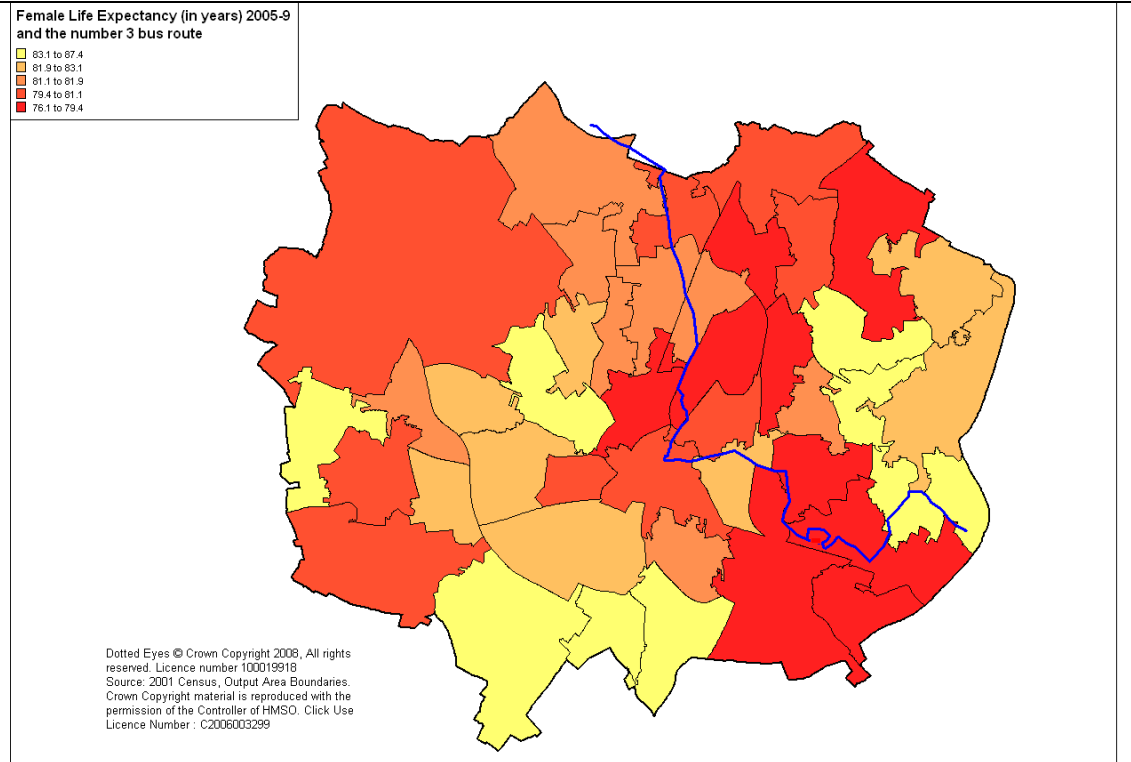 Female Life Expectancy (in years) 2005-9
and the number 3 bus route
83.1 to 87.4
81.9 to 83.1
81.1 to 81.9
79.4 to 81.1
76.1 to 79.4
Dotted Eyes © Crown Copyright 2008, All rights
reserved. Licence number 100019918
Source: 2001 Census, Output Area Boundaries.
Crown Copyright material is reproduced with the
permission of the Controller of HMSO. Click Use
Licence Number : C2006003299